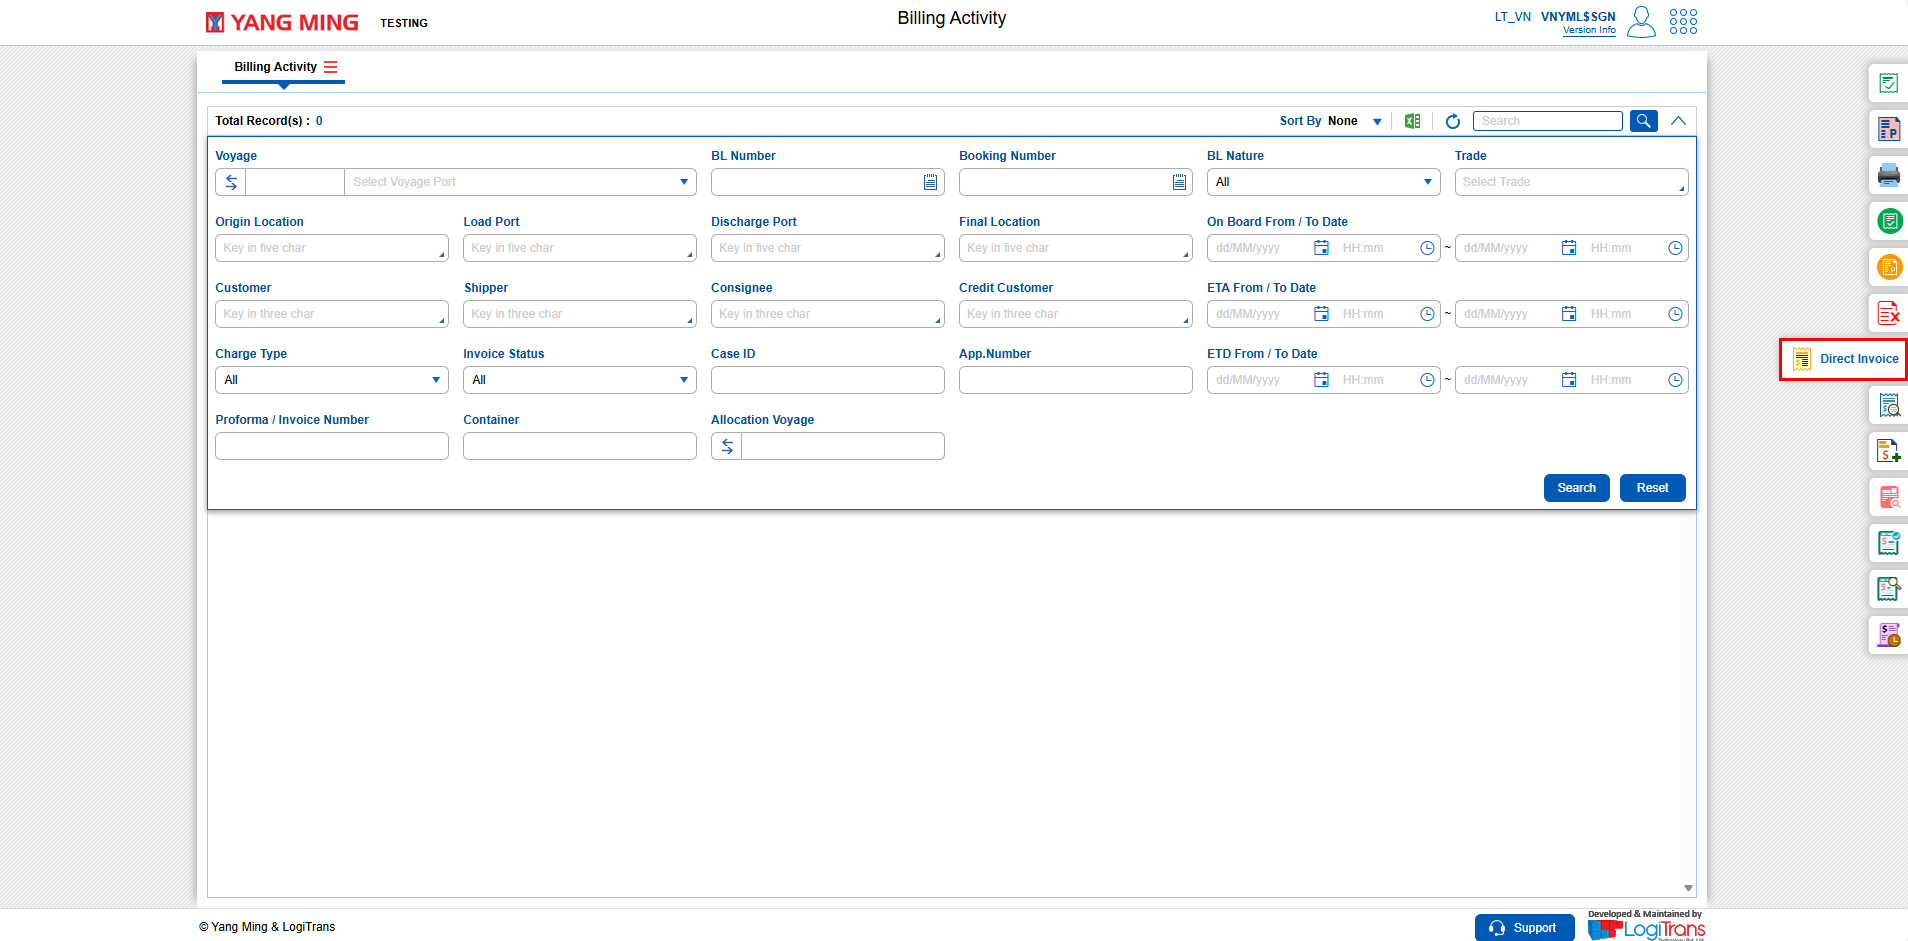 YANG MING TESTING
Billing Activity
LT_VN VNYML$SGN
Version Info
Billing Activity
Total Record(s) : 0
Sort By None
Search
Voyage BL Number Booking Number BL Nature Trade
Select Voyage Port All Select Trade
Origin Location Load Port Discharge Port Final Location On Board From / To Date
Key in five char Key in five char Key in five char Key in five char dd/MM/yyyy HH:mm ~ dd/MM/yyyy HH:mm
Customer Shipper Consignee Credit Customer ETA From / To Date
Key in three char Key in three char Key in three char Key in three char dd/MM/yyyy HH:mm ~ dd/MM/yyyy HH:mm
Charge Type Invoice Status Case ID App.Number ETD From / To Date
All All dd/MM/yyyy HH:mm ~ dd/MM/yyyy HH:mm
Direct Invoice
Proforma / Invoice Number Container Allocation Voyage
Search Reset
© Yang Ming & LogiTrans
Support
Developed & Maintained by
LogiTrans